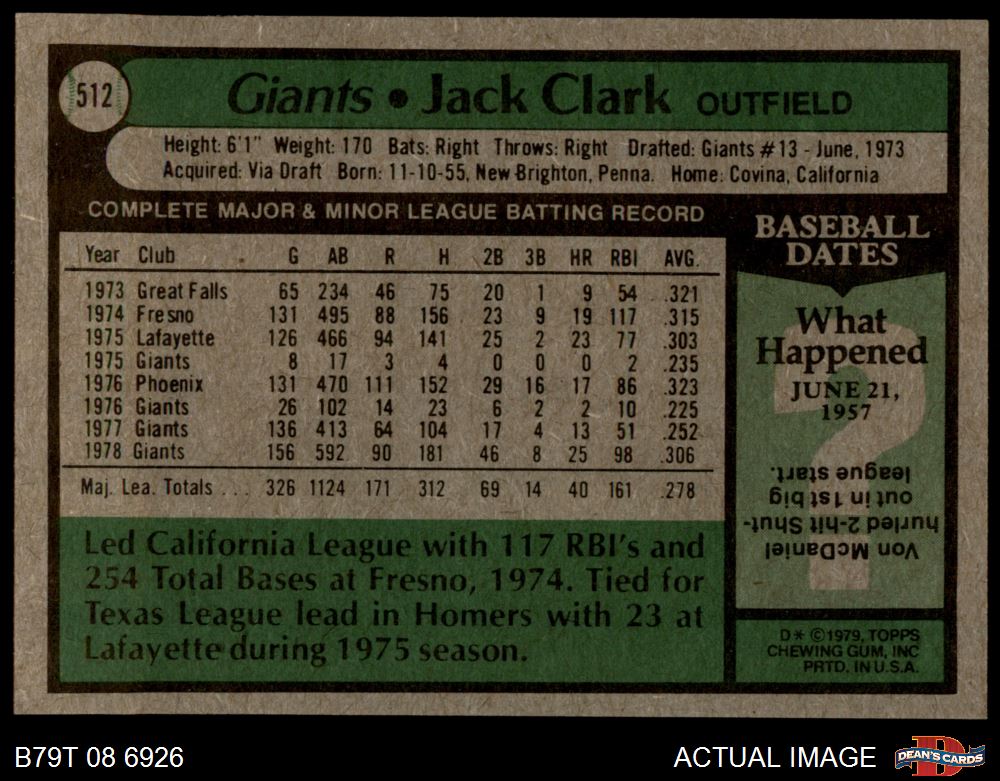 512
Giants • Jack Clark OUTFIELD
Height: 6'1" Weight: 170 Bats: Right Throws: Right Drafted: Giants #13 - June, 1973
Acquired: Via Draft Born: 11-10-55, New Brighton, Penna. Home: Covina, California
COMPLETE MAJOR & MINOR LEAGUE BATTING RECORD
Year Club G AB R H 2B 3B HR RBI AVG.
1973 Great Falls 65 234 46 75 20 1 9 54 .321
1974 Fresno 131 495 88 156 23 9 19 117 .315
1975 Lafayette 126 466 94 141 25 2 23 77 .303
1975 Giants 8 17 3 4 0 0 0 2 .235
1976 Phoenix 131 470 111 152 29 16 17 86 .323
1976 Giants 26 102 14 23 6 2 2 10 .225
1977 Giants 136 413 64 104 17 4 13 51 .252
1978 Giants 156 592 90 181 46 8 25 98 .306
Maj. Lea. Totals ... 326 1124 171 312 69 14 40 161 .278
Led California League with 117 RBI's and
254 Total Bases at Fresno, 1974. Tied for
Texas League lead in Homers with 23 at
Lafayette during 1975 season.
BASEBALL
DATES
What
Happened
JUNE 21,
1957
?
Von McDaniel
hurled 2-hit Shut-
out in 1st big
league start.
D* ©1979, TOPPS
CHEWING GUM, INC
PRTD. IN U.S.A.
B79T 08 6926
ACTUAL IMAGE
D
DEAN'S CARDS